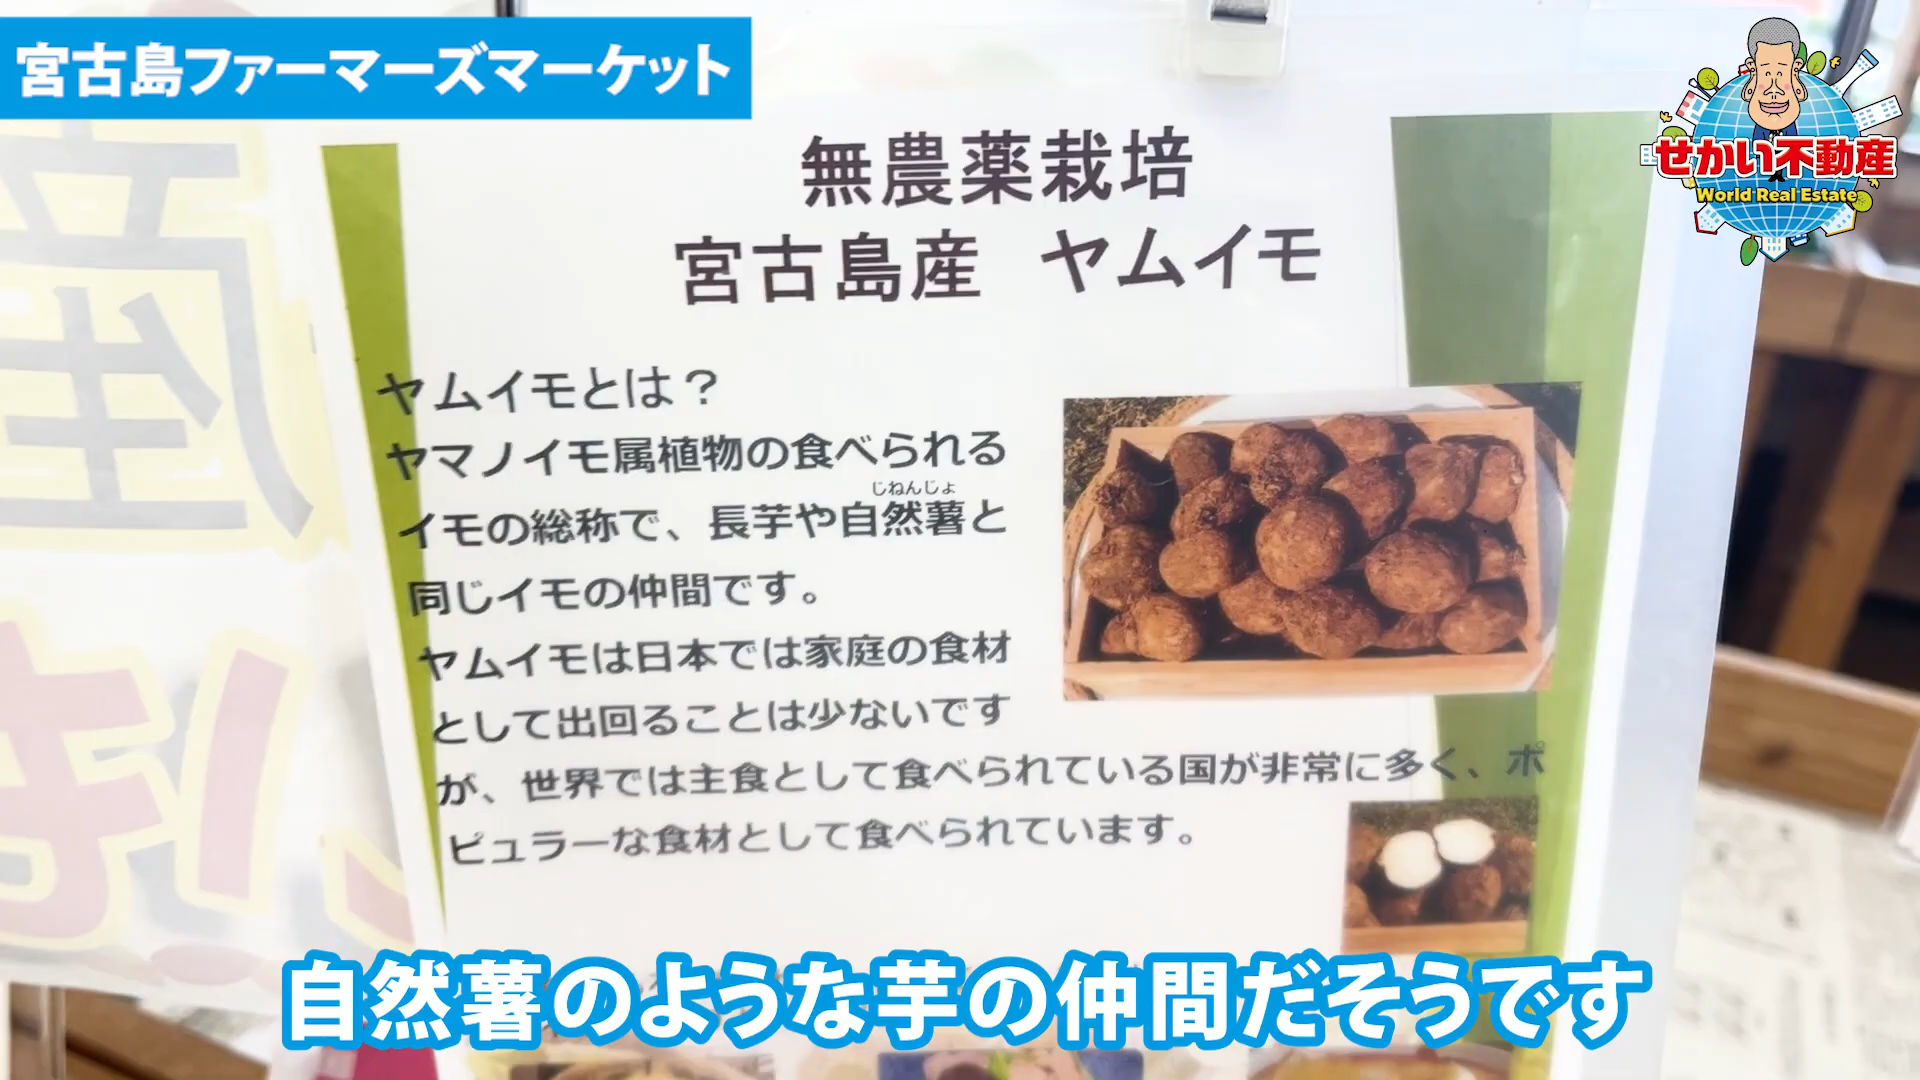 宮古島ファーマーズマーケット
せかい不動産
World Real Estate
無農薬栽培
宮古島産 ヤムイモ
ヤムイモとは？
ヤマノイモ属植物の食べられる
じねんじょ
イモの総称で、長芋や自然薯と
同じイモの仲間です。
ヤムイモは日本では家庭の食材
として出回ることは少ないです
が、世界では主食として食べられている国が非常に多く、ポ
ピュラーな食材として食べられています。
自然薯のような芋の仲間だそうです